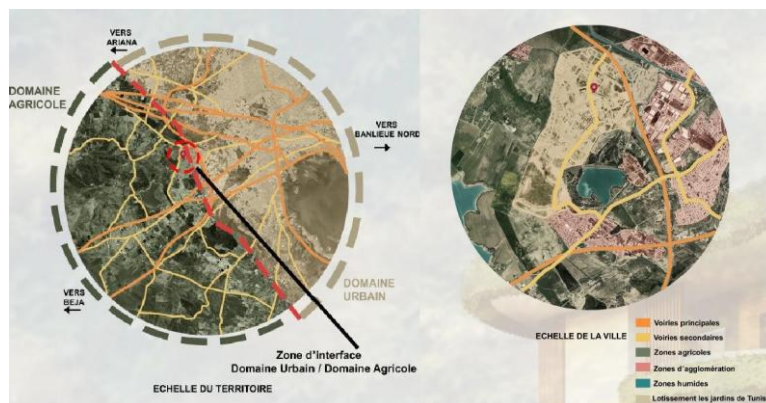 VERS
ARIANA
DOMAINE
AGRICOLE
VERS
BANLIEUE NORD
VERS
BEJA
DOMAINE
URBAIN
Zone d'interface
Domaine Urbain / Domaine Agricole
ECHELLE DU TERRITOIRE
ECHELLE DE LA VILLE
Voiries principales
Voiries secondaires
Zones agricoles
Zones d'agglomération
Zones humides
Lotissement les jardins de Tunis